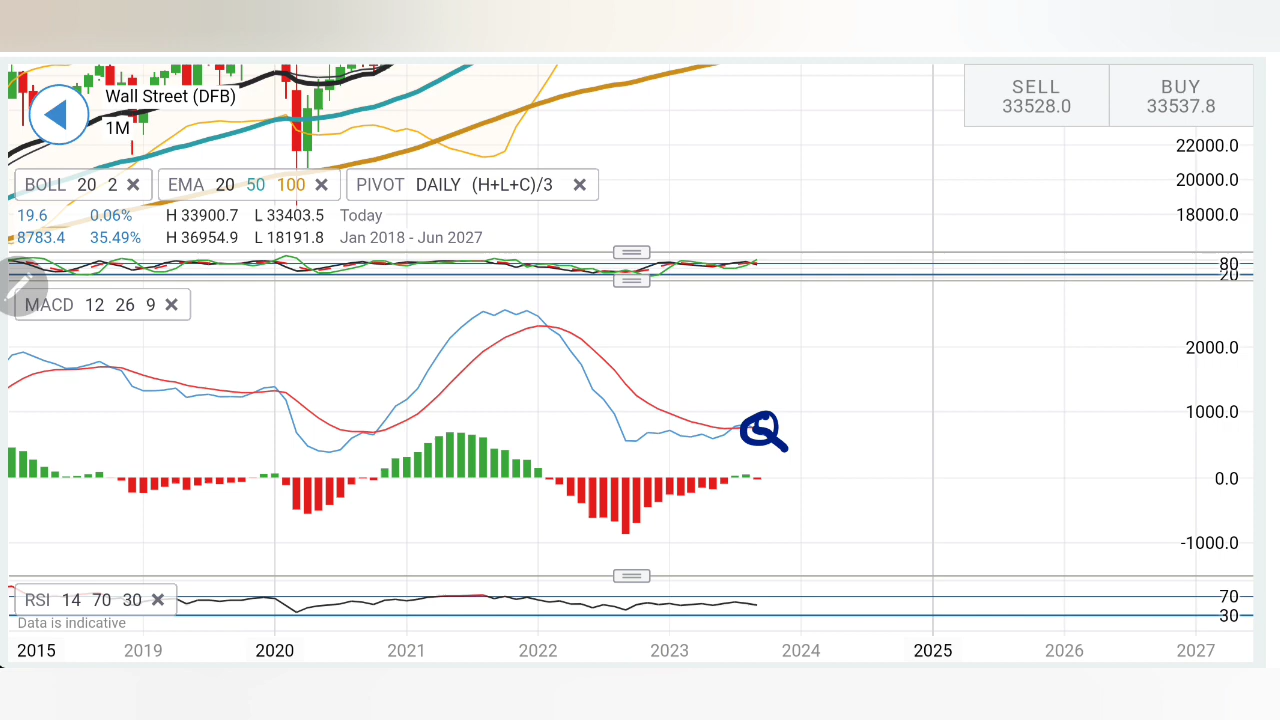 SELL
33528.0
BUY
33537.8
Wall Street (DFB)
1M
22000.0
BOLL 20 2
EMA 20 50 100
PIVOT DAILY (H+L+C)/3
20000.0
19.6 0.06% H 33900.7 L 33403.5 Today
18000.0
8783.4 35.49% H 36954.9 L 18191.8 Jan 2018 - Jun 2027
80
20
MACD 12 26 9
2000.0
1000.0
0.0
-1000.0
RSI 14 70 30
70
30
Data is indicative
2015 2019 2020 2021 2022 2023 2024 2025 2026 2027